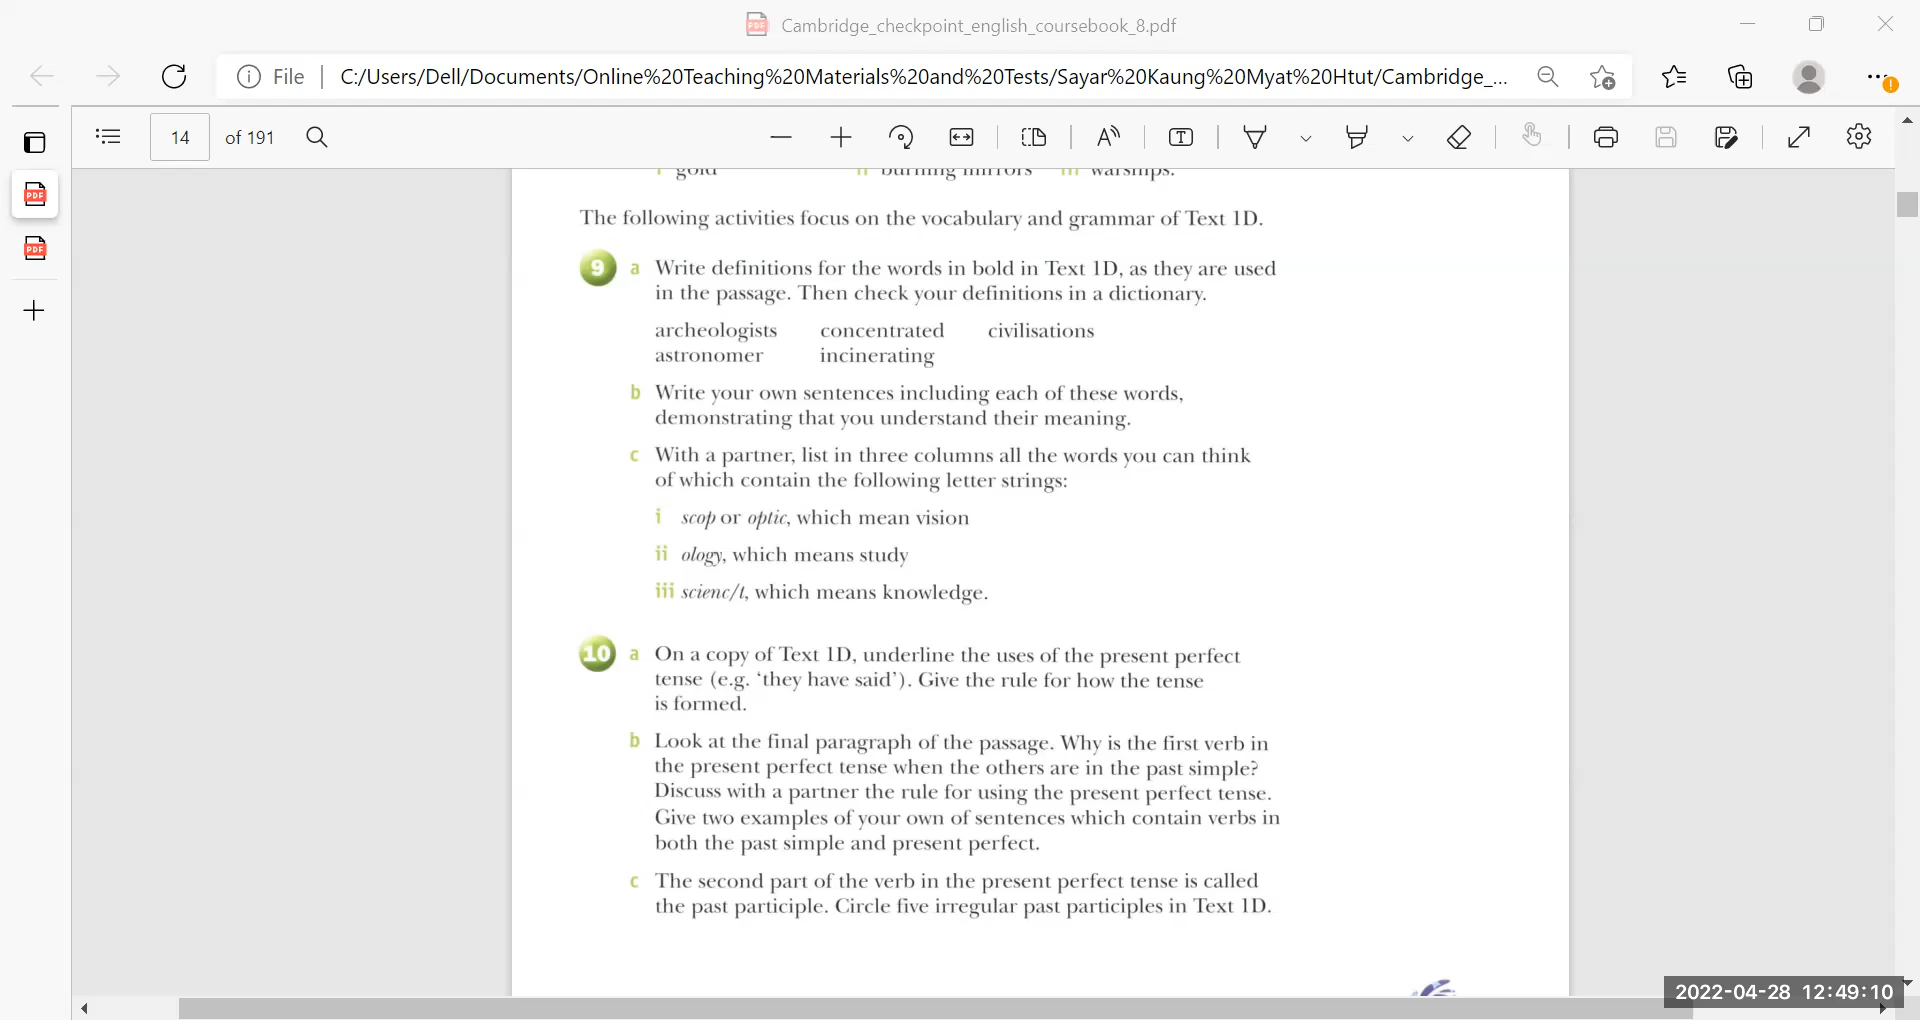 Cambridge_checkpoint_english_coursebook_8.pdf
File C:/Users/Dell/Documents/Online%20Teaching%20Materials%20and%20Tests/Sayar%20Kaung%20Myat%20Htut/Cambridge_...
14 of 191
i gold ii burning mirrors iii warships.
The following activities focus on the vocabulary and grammar of Text 1D.
9 a Write definitions for the words in bold in Text 1D, as they are used
in the passage. Then check your definitions in a dictionary.
archeologists concentrated civilisations
astronomer incinerating
b Write your own sentences including each of these words,
demonstrating that you understand their meaning.
c With a partner, list in three columns all the words you can think
of which contain the following letter strings:
i scop or optic, which mean vision
ii ology, which means study
iii scienc/t, which means knowledge.
10 a On a copy of Text 1D, underline the uses of the present perfect
tense (e.g. ‘they have said’). Give the rule for how the tense
is formed.
b Look at the final paragraph of the passage. Why is the first verb in
the present perfect tense when the others are in the past simple?
Discuss with a partner the rule for using the present perfect tense.
Give two examples of your own of sentences which contain verbs in
both the past simple and present perfect.
c The second part of the verb in the present perfect tense is called
the past participle. Circle five irregular past participles in Text 1D.
2022-04-28 12:49:10